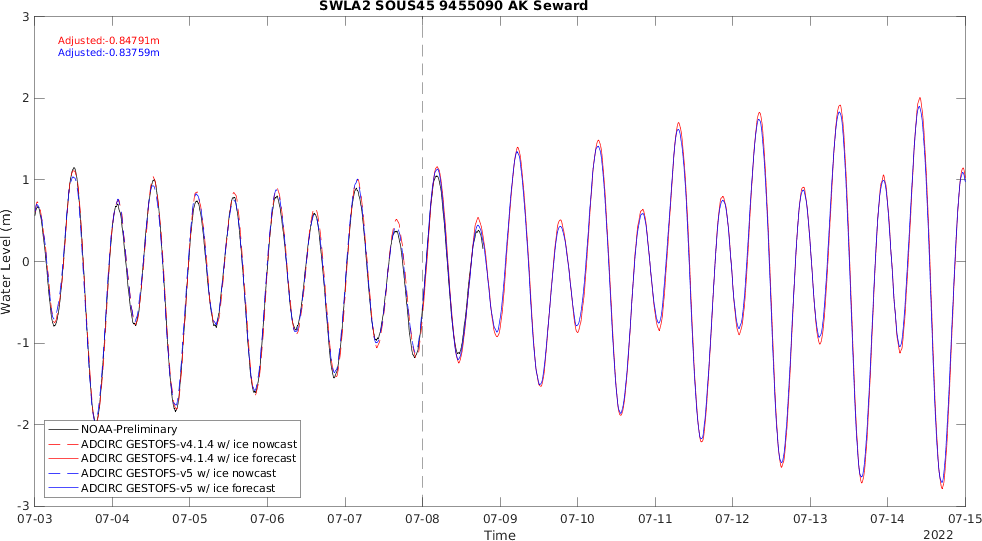 SWLA2 SOUS45 9455090 AK Seward
Adjusted:-0.84791m
Adjusted:-0.83759m
3
2
1
0
-1
-2
-3
Water Level (m)
NOAA-Preliminary
ADCIRC GESTOFS-v4.1.4 w/ ice nowcast
ADCIRC GESTOFS-v4.1.4 w/ ice forecast
ADCIRC GESTOFS-v5 w/ ice nowcast
ADCIRC GESTOFS-v5 w/ ice forecast
07-03 07-04 07-05 07-06 07-07 07-08 07-09 07-10 07-11 07-12 07-13 07-14 07-15
Time
2022